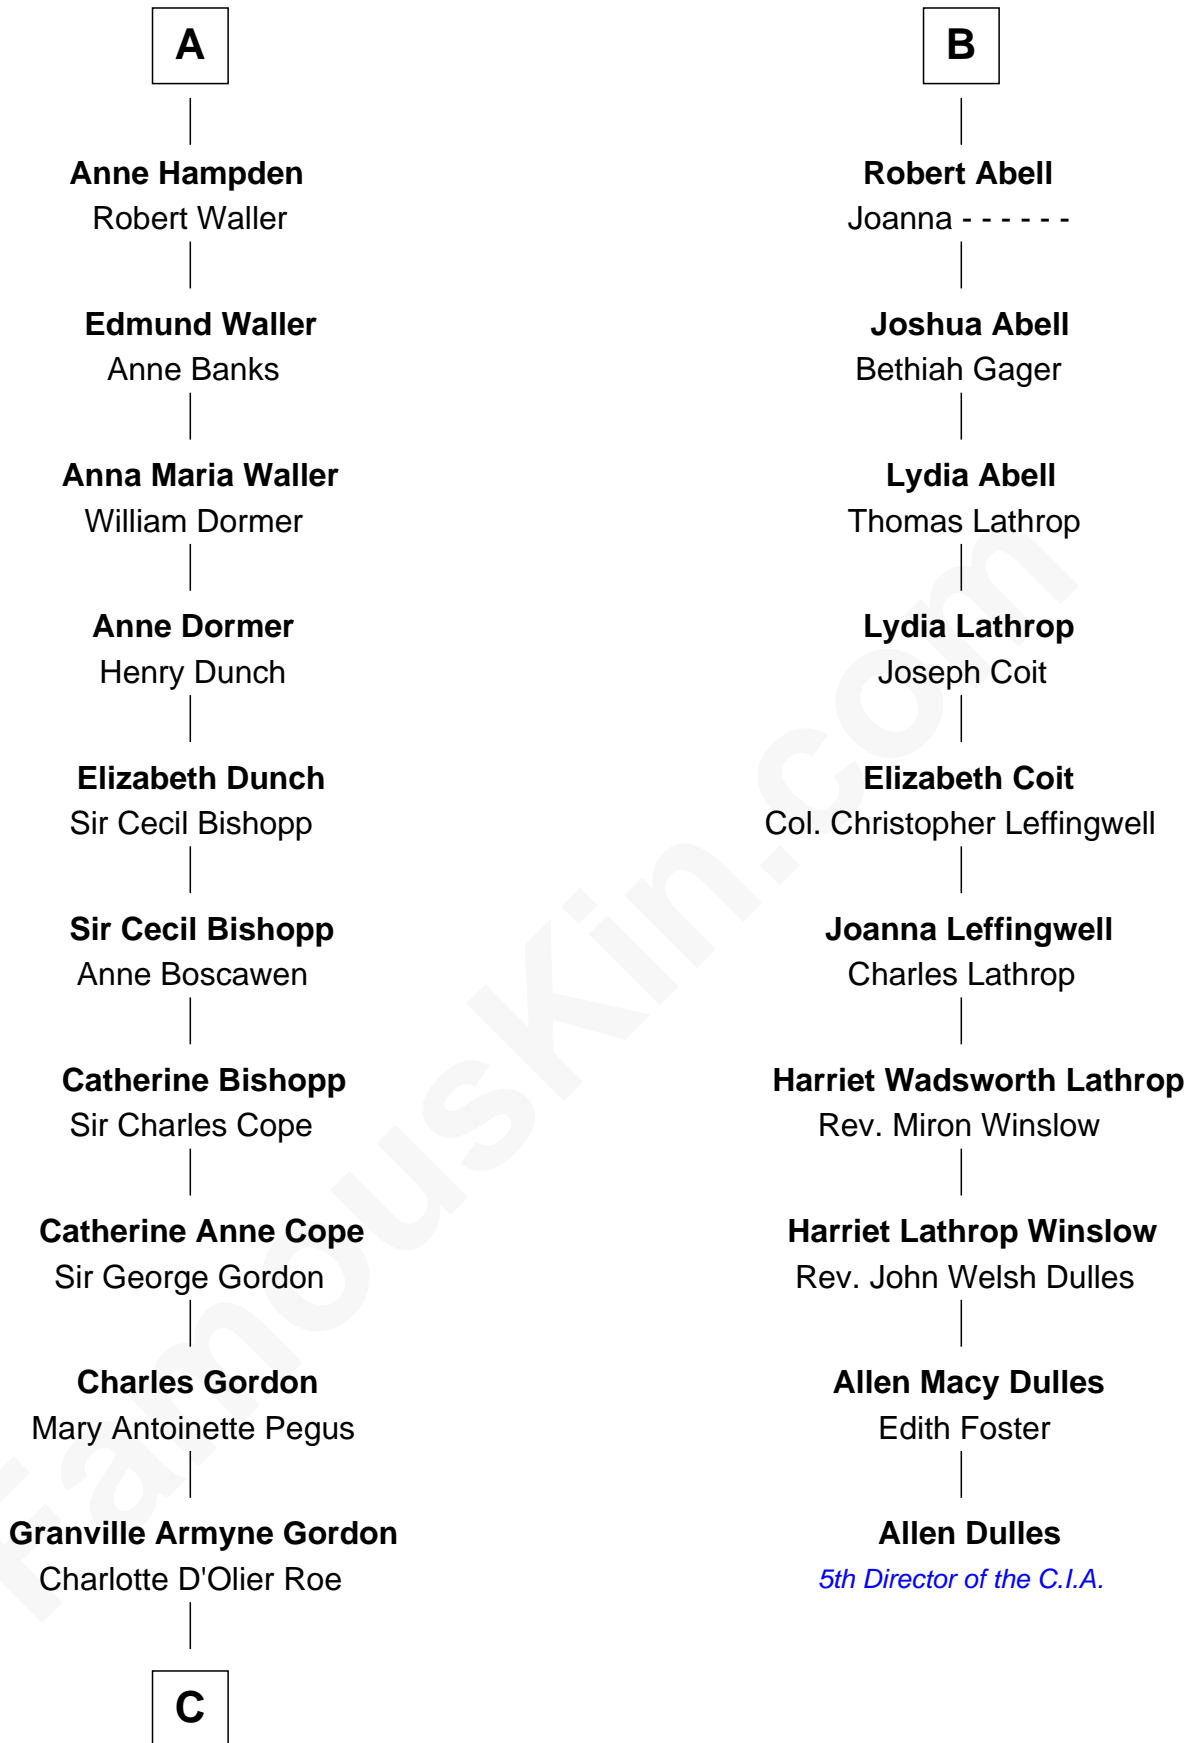 A
Anne Hampden
Robert Waller
Edmund Waller
Anne Banks
Anna Maria Waller
William Dormer
Anne Dormer
Henry Dunch
Elizabeth Dunch
Sir Cecil Bishopp
Sir Cecil Bishopp
Anne Boscawen
Catherine Bishopp
Sir Charles Cope
Catherine Anne Cope
Sir George Gordon
Charles Gordon
Mary Antoinette Pegus
Granville Armyne Gordon
Charlotte D'Olier Roe
C
B
Robert Abell
Joanna - - - - - -
Joshua Abell
Bethiah Gager
Lydia Abell
Thomas Lathrop
Lydia Lathrop
Joseph Coit
Elizabeth Coit
Col. Christopher Leffingwell
Joanna Leffingwell
Charles Lathrop
Harriet Wadsworth Lathrop
Rev. Miron Winslow
Harriet Lathrop Winslow
Rev. John Welsh Dulles
Allen Macy Dulles
Edith Foster
Allen Dulles
5th Director of the C.I.A.
FamousKin.com